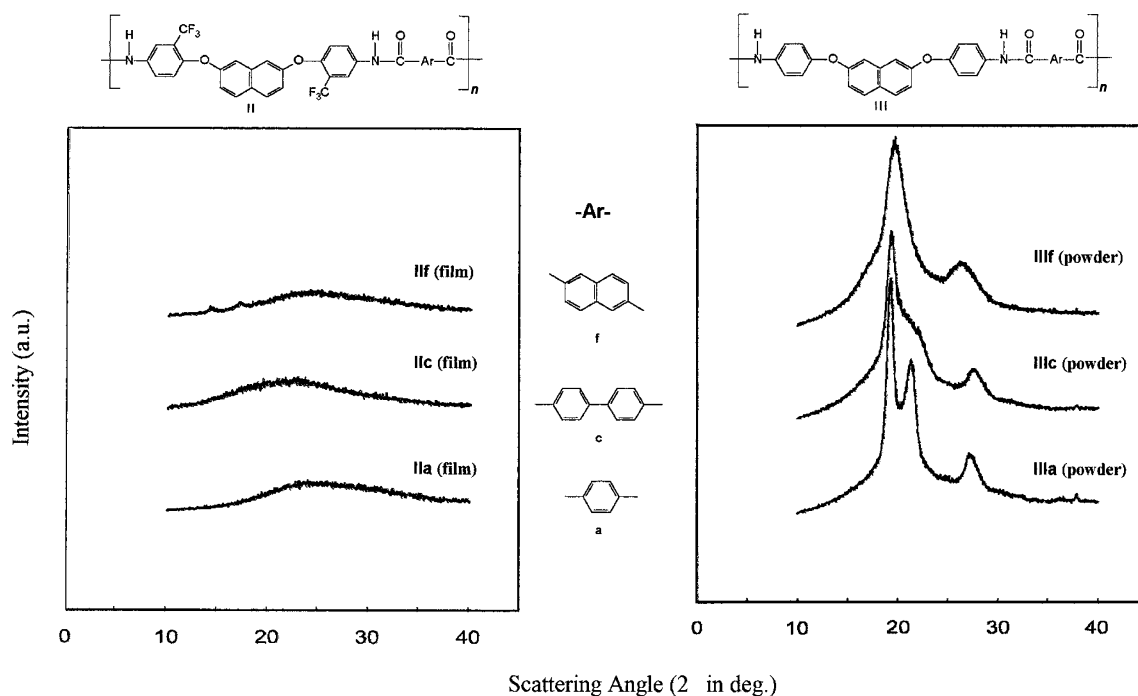 H O O
CF₃
N O O N C Ar C
n
F₃C
II
H O O
H O O
N O O N C Ar C
n
III
-Ar-
IIf (film)
f
IIc (film)
c
IIa (film)
a
IIIf (powder)
IIIc (powder)
IIIa (powder)
Intensity (a.u.)
0 10 20 30 40
0 10 20 30 40
Scattering Angle (2 in deg.)